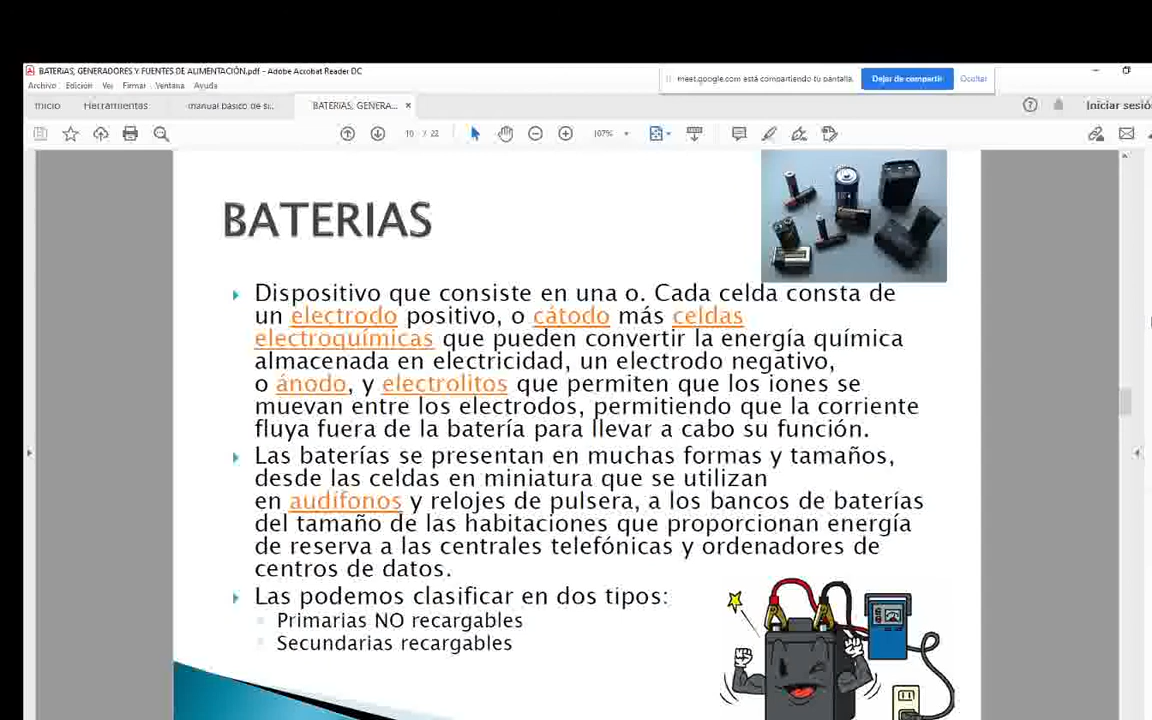 BATERIAS, GENERADORES Y FUENTES DE ALIMENTACIÓN.pdf - Adobe Acrobat Reader DC
meet.google.com está compartiendo tu pantalla.
Dejar de compartir
Ocultar
Archivo Edición Ver Firmar Ventana Ayuda
Inicio
Herramientas
manual básico de si...
BATERIAS, GENERA...
Iniciar sesió
10 / 22
107%
BATERIAS
Dispositivo que consiste en una o. Cada celda consta de
un electrodo positivo, o cátodo más celdas
electroquímicas que pueden convertir la energía química
almacenada en electricidad, un electrodo negativo,
o ánodo, y electrolitos que permiten que los iones se
muevan entre los electrodos, permitiendo que la corriente
fluya fuera de la batería para llevar a cabo su función.
Las baterías se presentan en muchas formas y tamaños,
desde las celdas en miniatura que se utilizan
en audífonos y relojes de pulsera, a los bancos de baterías
del tamaño de las habitaciones que proporcionan energía
de reserva a las centrales telefónicas y ordenadores de
centros de datos.
Las podemos clasificar en dos tipos:
Primarias NO recargables
Secundarias recargables